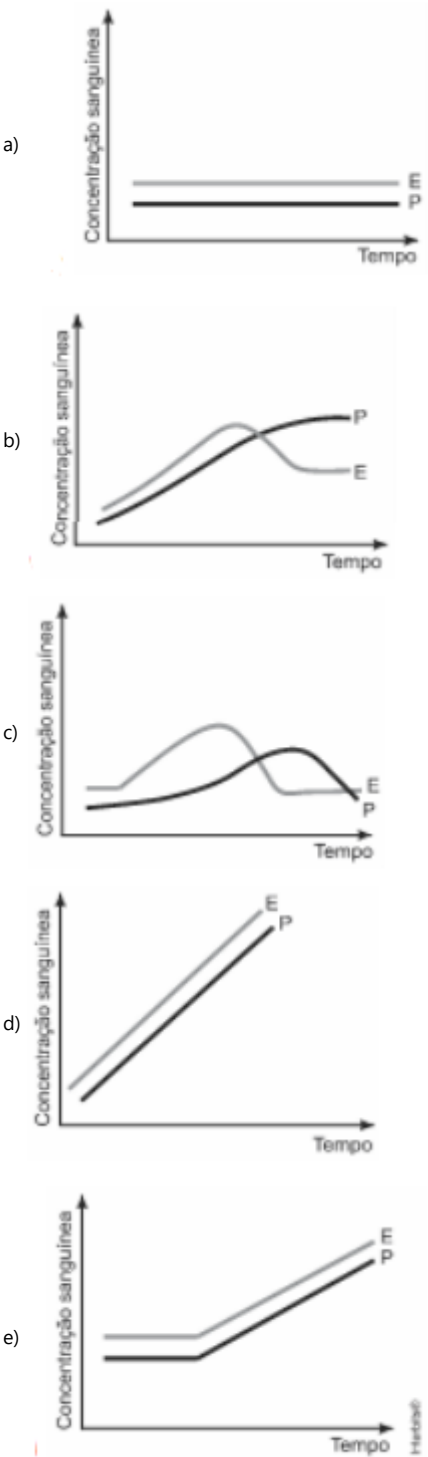 a)
Concentração sanguínea
E
P
Tempo
b)
Concentração sanguínea
P
E
Tempo
c)
Concentração sanguínea
E
P
Tempo
d)
Concentração sanguínea
E
P
Tempo
e)
Concentração sanguínea
E
P
Tempo